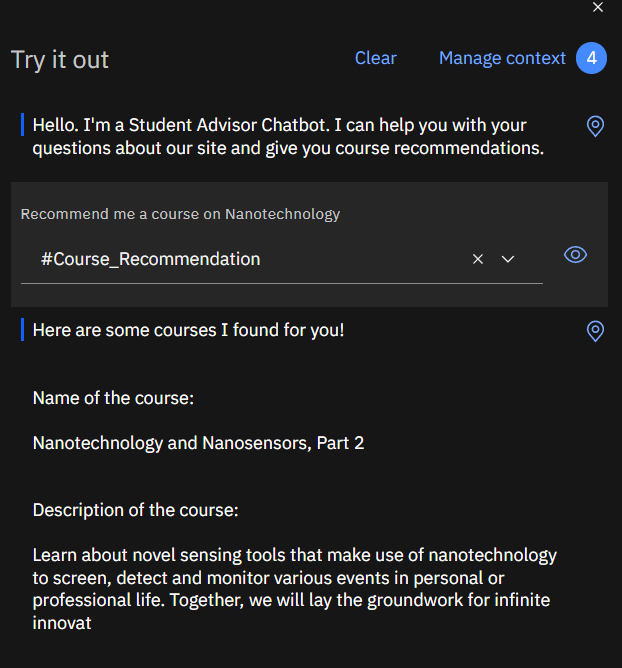 Try it out
Clear
Manage context
4
Hello. I'm a Student Advisor Chatbot. I can help you with your
questions about our site and give you course recommendations.
Recommend me a course on Nanotechnology
#Course_Recommendation
Here are some courses I found for you!
Name of the course:
Nanotechnology and Nanosensors, Part 2
Description of the course:
Learn about novel sensing tools that make use of nanotechnology
to screen, detect and monitor various events in personal or
professional life. Together, we will lay the groundwork for infinite
innovat